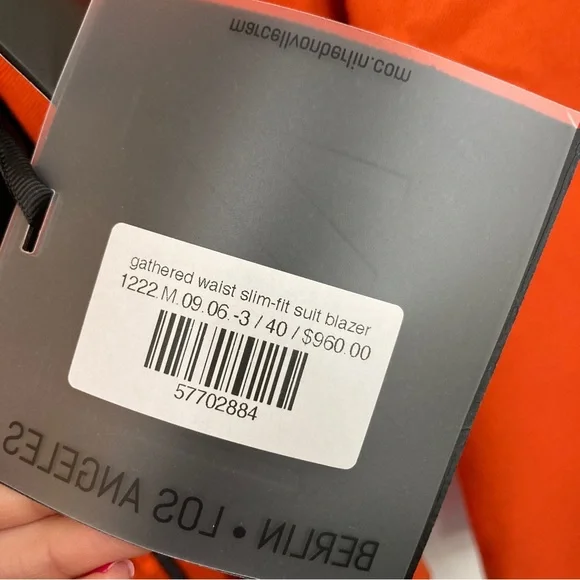 marcellvonberlin.com
gathered waist slim-fit suit blazer
1222.M.09.06.-3 / 40 / $960.00
57702884
BERLIN • LOS ANGELES